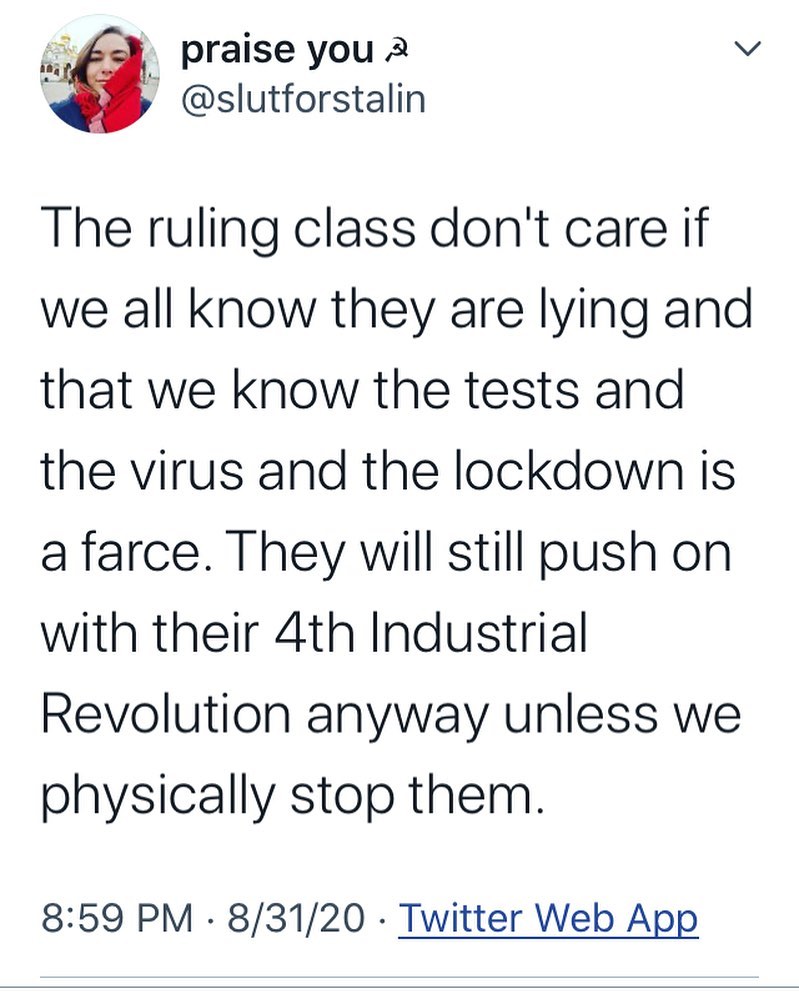 praise you ☭
@slutforstalin
The ruling class don't care if
we all know they are lying and
that we know the tests and
the virus and the lockdown is
a farce. They will still push on
with their 4th Industrial
Revolution anyway unless we
physically stop them.
8:59 PM · 8/31/20 · Twitter Web App